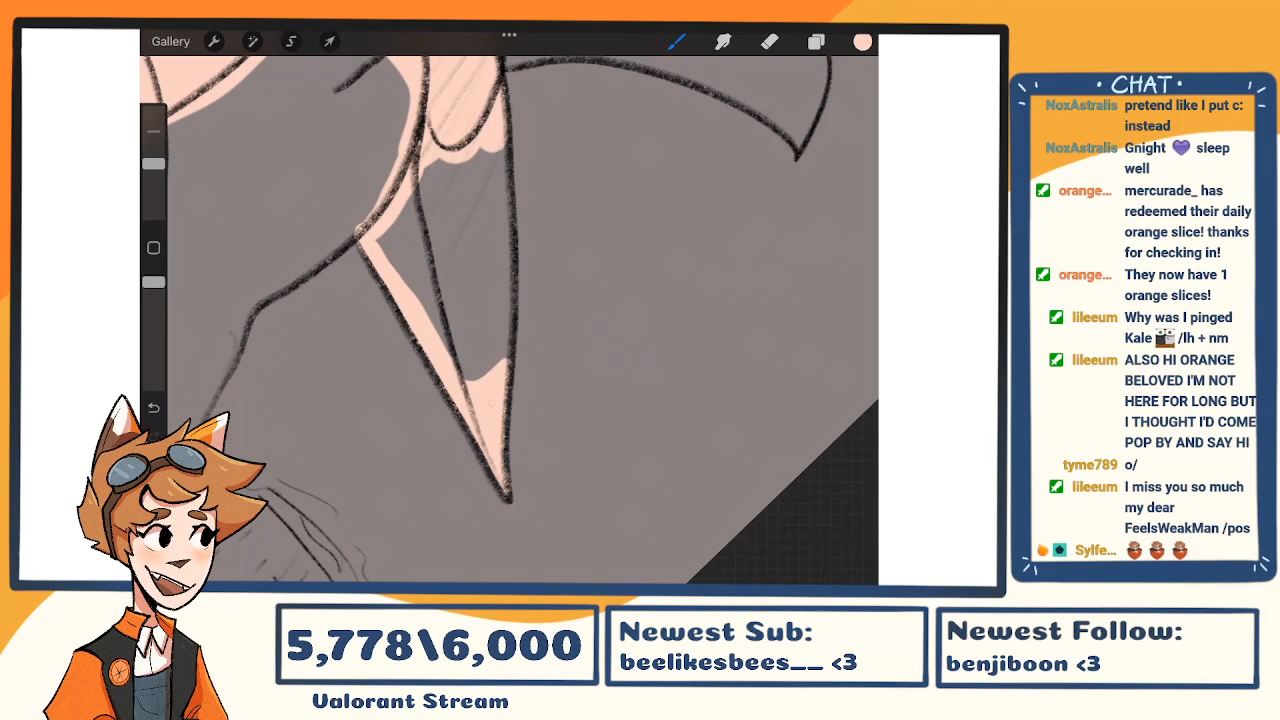 Gallery
• CHAT •
NoxAstralis pretend like I put c:
instead
NoxAstralis Gnight 💜 sleep
well
orange... mercurade_ has
redeemed their daily
orange slice! thanks
for checking in!
orange... They now have 1
orange slices!
lileeum Why was I pinged
Kale /lh + nm
lileeum ALSO HI ORANGE
BELOVED I'M NOT
HERE FOR LONG BUT
I THOUGHT I'D COME
POP BY AND SAY HI
tyme789 o/
lileeum I miss you so much
my dear
FeelsWeakMan /pos
Sylfe...
5,778\6,000
Valorant Stream
Newest Sub:
beelikesbees__ <3
Newest Follow:
benjiboon <3